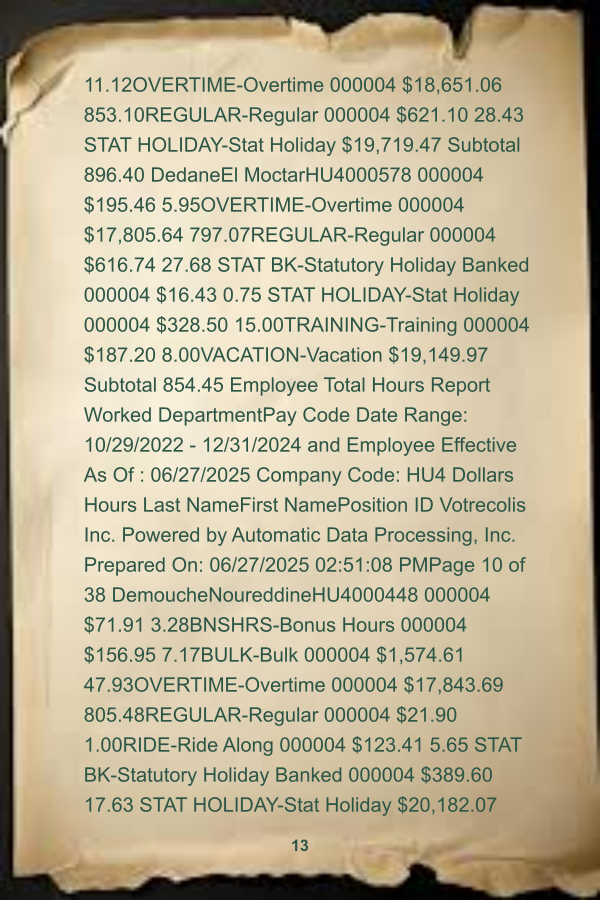 11.12OVERTIME-Overtime 000004 $18,651.06
853.10REGULAR-Regular 000004 $621.10 28.43
STAT HOLIDAY-Stat Holiday $19,719.47 Subtotal
896.40 DedaneEl MoctarHU4000578 000004
$195.46 5.95OVERTIME-Overtime 000004
$17,805.64 797.07REGULAR-Regular 000004
$616.74 27.68 STAT BK-Statutory Holiday Banked
000004 $16.43 0.75 STAT HOLIDAY-Stat Holiday
000004 $328.50 15.00TRAINING-Training 000004
$187.20 8.00VACATION-Vacation $19,149.97
Subtotal 854.45 Employee Total Hours Report
Worked DepartmentPay Code Date Range:
10/29/2022 - 12/31/2024 and Employee Effective
As Of : 06/27/2025 Company Code: HU4 Dollars
Hours Last NameFirst NamePosition ID Votrecolis
Inc. Powered by Automatic Data Processing, Inc.
Prepared On: 06/27/2025 02:51:08 PMPage 10 of
38 DemoucheNoureddineHU4000448 000004
$71.91 3.28BNSHRS-Bonus Hours 000004
$156.95 7.17BULK-Bulk 000004 $1,574.61
47.93OVERTIME-Overtime 000004 $17,843.69
805.48REGULAR-Regular 000004 $21.90
1.00RIDE-Ride Along 000004 $123.41 5.65 STAT
BK-Statutory Holiday Banked 000004 $389.60
17.63 STAT HOLIDAY-Stat Holiday $20,182.07
13